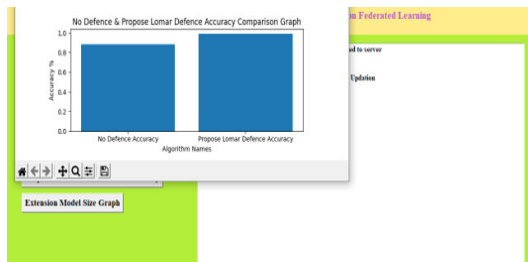 on Federated Learning
No Defence & Propose Lomar Defence Accuracy Comparison Graph
ed to server
Updation
Accuracy %
1.0
0.8
0.6
0.4
0.2
0.0
No Defence Accuracy
Propose Lomar Defence Accuracy
Algorithm Names
Extension Model Size Graph